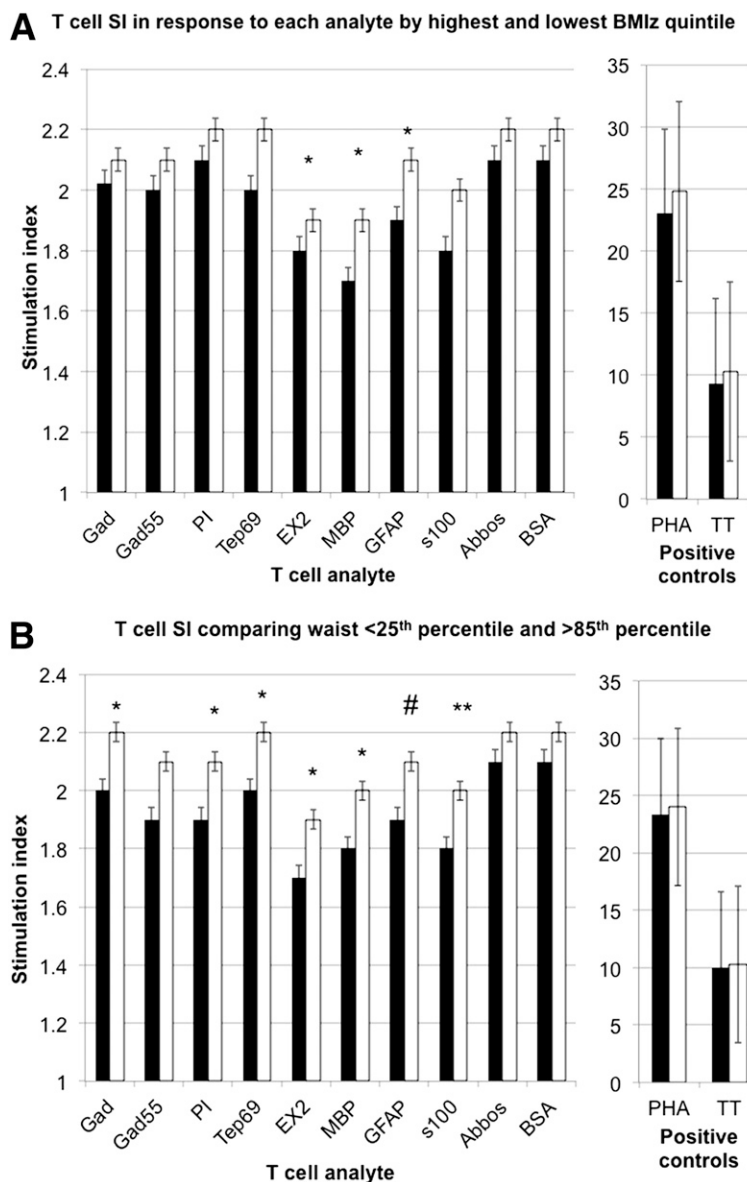 A
T cell SI in response to each analyte by highest and lowest BMIz quintile
Stimulation index
2.4
2.2
2
1.8
1.6
1.4
1.2
1
* * *
Gad Gad55 PI Tep69 EX2 MBP GFAP s100 Abbos BSA
T cell analyte
35
30
25
20
15
10
5
0
PHA TT
Positive
controls
B
T cell SI comparing waist <25th percentile and >85th percentile
Stimulation index
2.4
2.2
2
1.8
1.6
1.4
1.2
1
* * * * * # **
Gad Gad55 PI Tep69 EX2 MBP GFAP s100 Abbos BSA
T cell analyte
35
30
25
20
15
10
5
0
PHA TT
Positive
controls